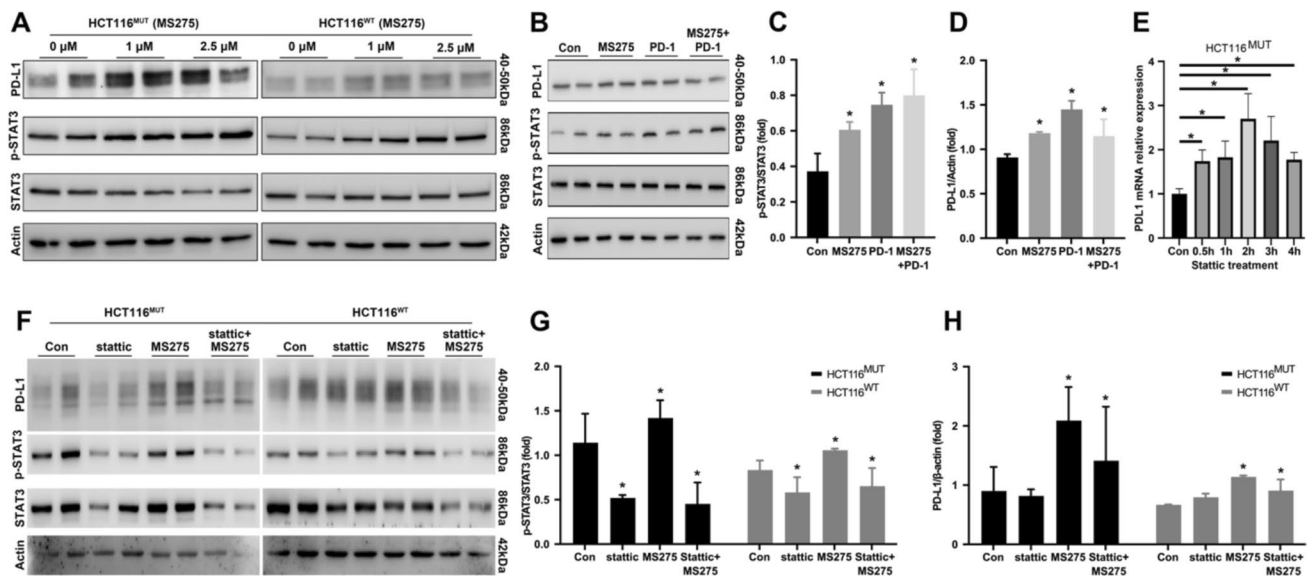 A
HCT116MUT (MS275)
HCT116WT (MS275)
0 μM 1 μM 2.5 μM
0 μM 1 μM 2.5 μM
PD-L1
40-50kDa
p-STAT3
86kDa
STAT3
86kDa
Actin
42kDa
B
Con MS275 PD-1 MS275+
PD-1
PD-L1
40-50kDa
p-STAT3
86kDa
STAT3
86kDa
Actin
42kDa
C
p-STAT3/STAT3 (fold)
1.0
0.8
0.6
0.4
0.2
0.0
* * *
Con MS275 PD-1 MS275
+PD-1
D
PD-L1/Actin (fold)
2.0
1.5
1.0
0.5
0.0
* * *
Con MS275 PD-1 MS275
+PD-1
E
HCT116MUT
PDL1 mRNA relative expression
5
4
3
2
1
0
* * * * *
Con 0.5h 1h 2h 3h 4h
Stattic treatment
F
HCT116MUT
HCT116WT
Con stattic MS275 stattic+
MS275
Con stattic MS275 stattic+
MS275
PD-L1
40-50kDa
p-STAT3
86kDa
STAT3
86kDa
Actin
42kDa
G
p-STAT3/STAT3 (fold)
2.0
1.5
1.0
0.5
0.0
HCT116MUT
HCT116WT
* * * * * *
Con stattic MS275 Stattic+
MS275
Con stattic MS275 Stattic+
MS275
H
PD-L1/β-actin (fold)
3
2
1
0
HCT116MUT
HCT116WT
* * * *
Con stattic MS275 Stattic+
MS275
Con stattic MS275 Stattic+
MS275